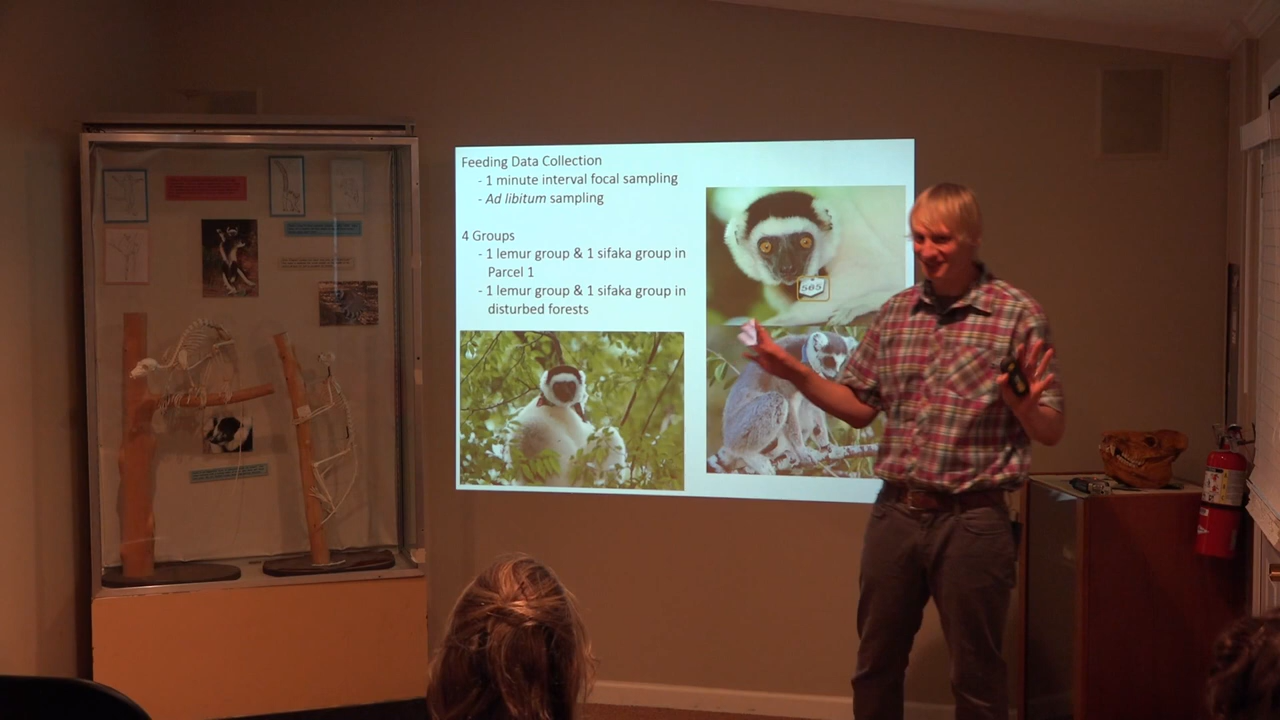 Feeding Data Collection
- 1 minute interval focal sampling
- Ad libitum sampling
4 Groups
- 1 lemur group & 1 sifaka group in
Parcel 1
- 1 lemur group & 1 sifaka group in
disturbed forests
565